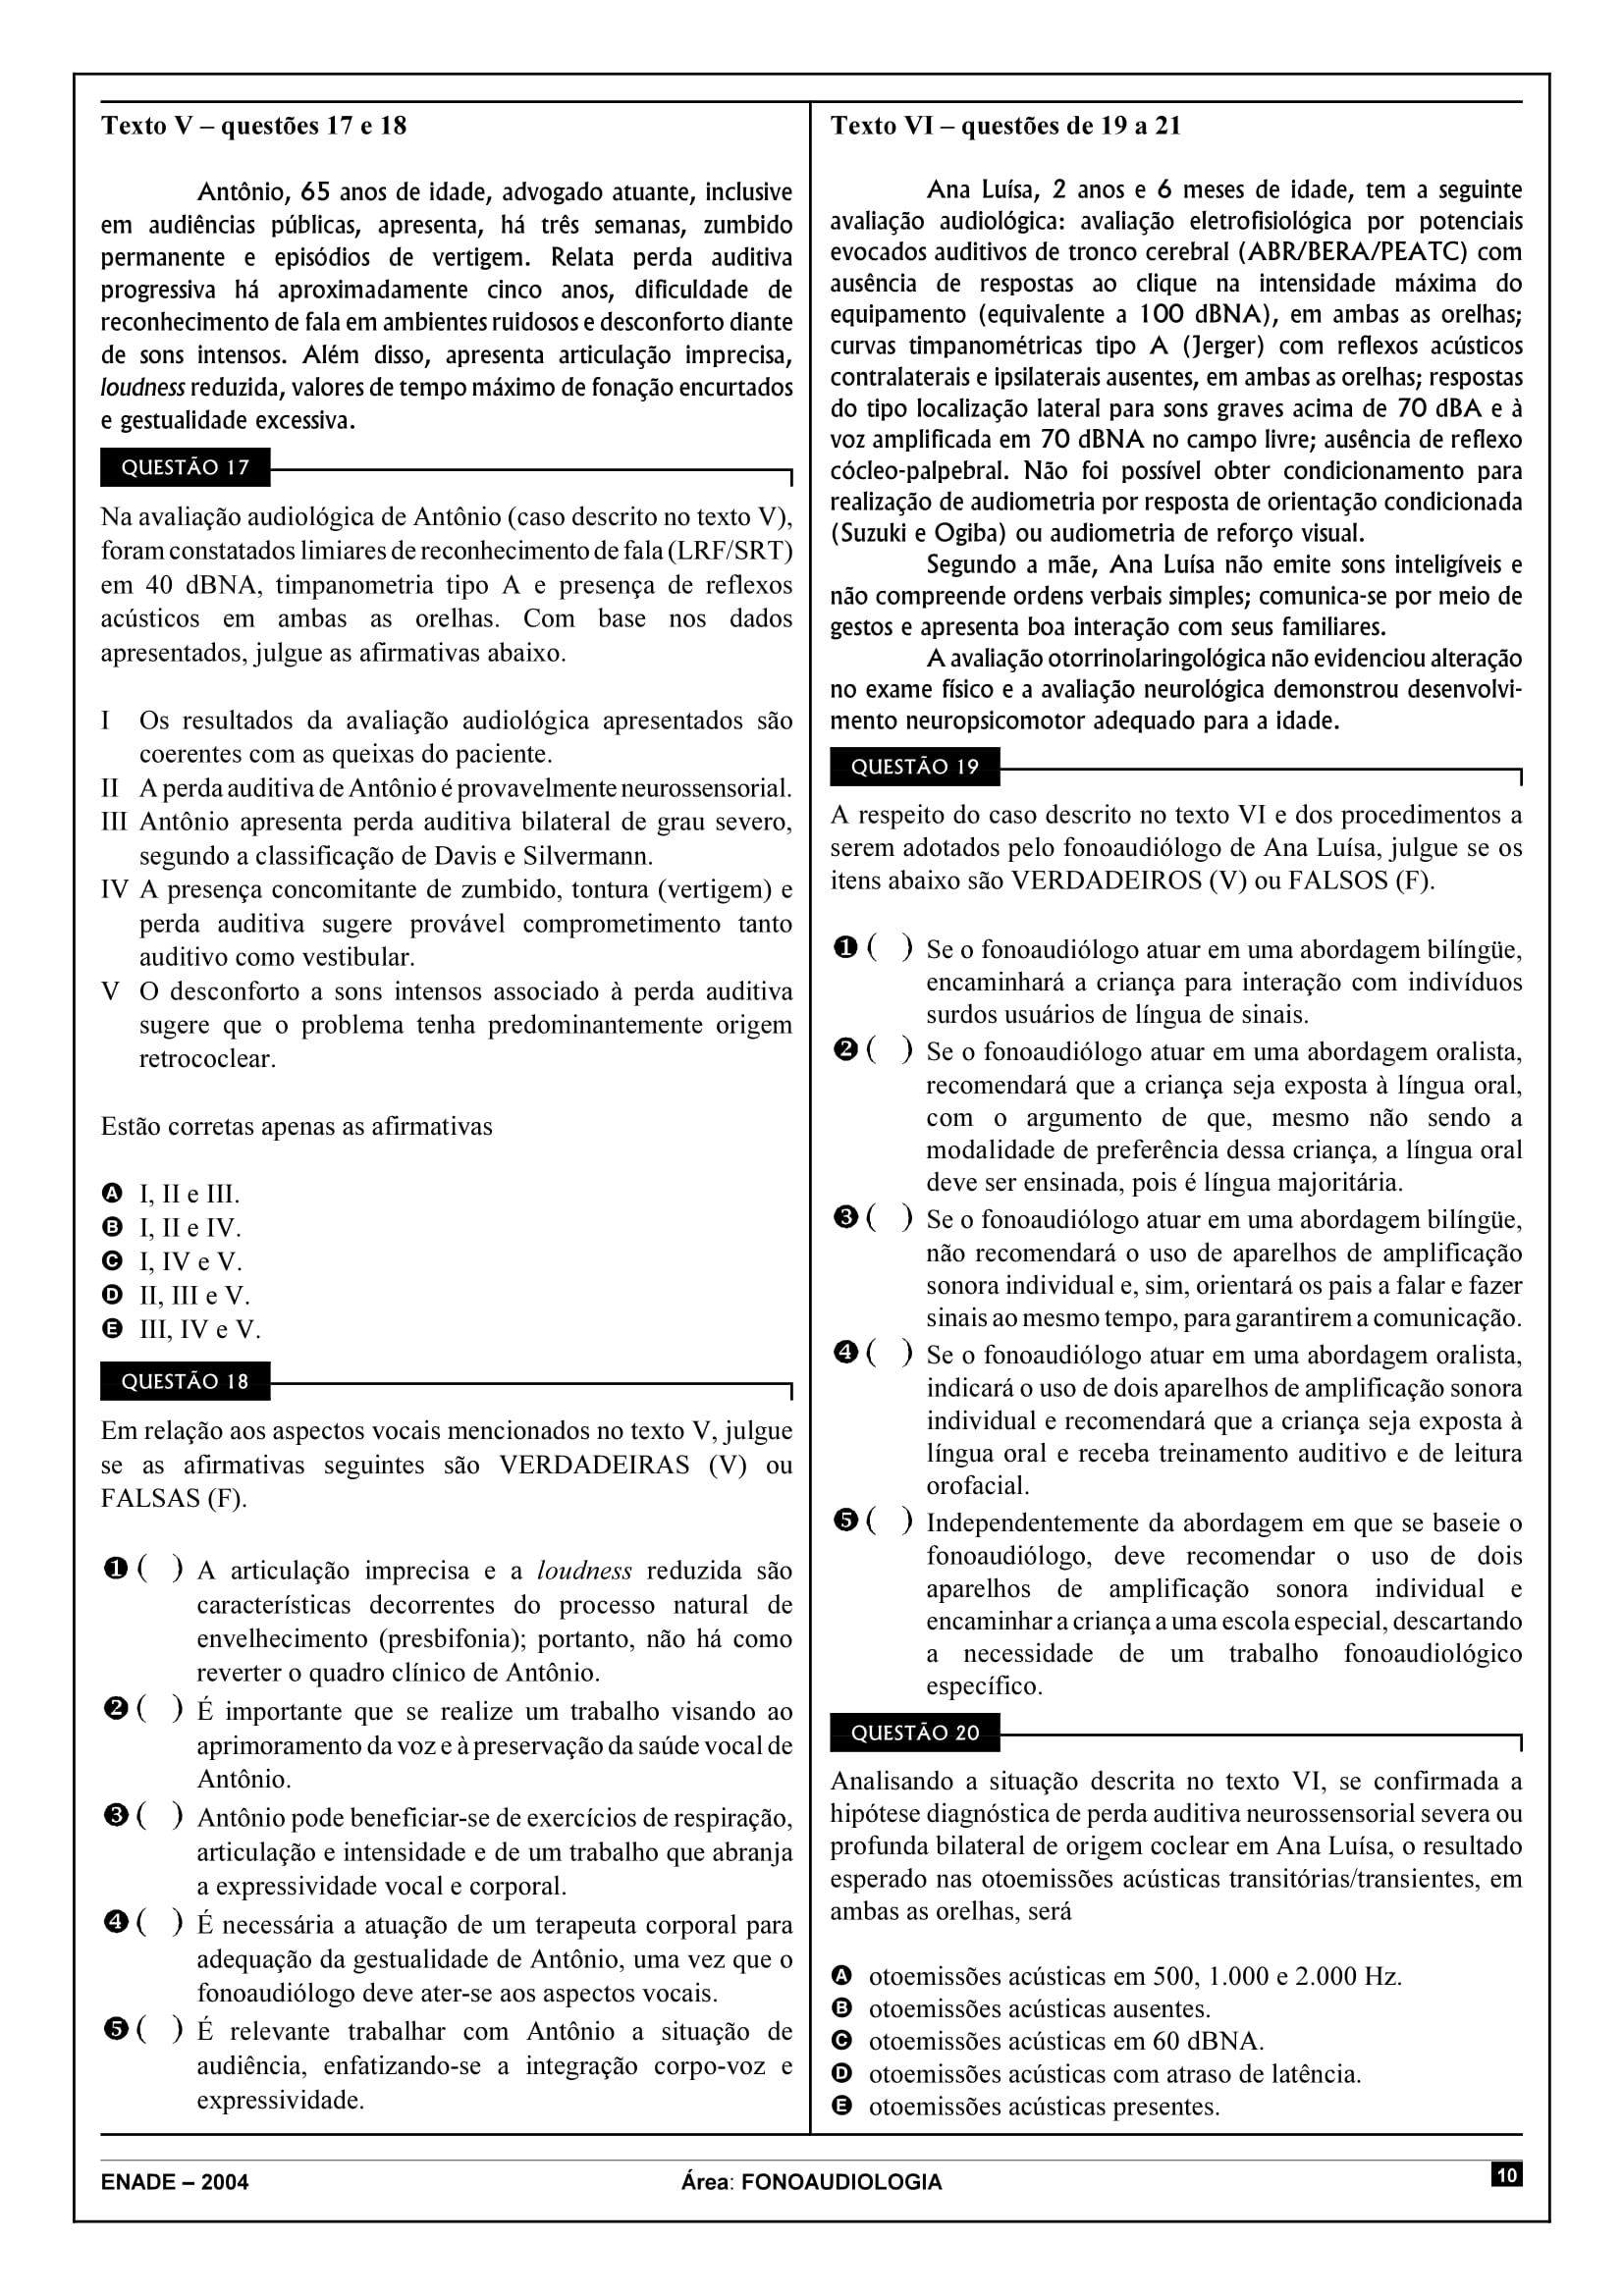 Texto V – questões 17 e 18
Antônio, 65 anos de idade, advogado atuante, inclusive
em audiências públicas, apresenta, há três semanas, zumbido
permanente e episódios de vertigem. Relata perda auditiva
progressiva há aproximadamente cinco anos, dificuldade de
reconhecimento de fala em ambientes ruidosos e desconforto diante
de sons intensos. Além disso, apresenta articulação imprecisa,
loudness reduzida, valores de tempo máximo de fonação encurtados
e gestualidade excessiva.
QUESTÃO 17
Na avaliação audiológica de Antônio (caso descrito no texto V),
foram constatados limiares de reconhecimento de fala (LRF/SRT)
em 40 dBNA, timpanometria tipo A e presença de reflexos
acústicos em ambas as orelhas. Com base nos dados
apresentados, julgue as afirmativas abaixo.
I Os resultados da avaliação audiológica apresentados são
coerentes com as queixas do paciente.
II A perda auditiva de Antônio é provavelmente neurossensorial.
III Antônio apresenta perda auditiva bilateral de grau severo,
segundo a classificação de Davis e Silvermann.
IV A presença concomitante de zumbido, tontura (vertigem) e
perda auditiva sugere provável comprometimento tanto
auditivo como vestibular.
V O desconforto a sons intensos associado à perda auditiva
sugere que o problema tenha predominantemente origem
retrococlear.
Estão corretas apenas as afirmativas
A I, II e III.
B I, II e IV.
C I, IV e V.
D II, III e V.
E III, IV e V.
QUESTÃO 18
Em relação aos aspectos vocais mencionados no texto V, julgue
se as afirmativas seguintes são VERDADEIRAS (V) ou
FALSAS (F).
1 ( ) A articulação imprecisa e a loudness reduzida são
características decorrentes do processo natural de
envelhecimento (presbifonia); portanto, não há como
reverter o quadro clínico de Antônio.
2 ( ) É importante que se realize um trabalho visando ao
aprimoramento da voz e à preservação da saúde vocal de
Antônio.
3 ( ) Antônio pode beneficiar-se de exercícios de respiração,
articulação e intensidade e de um trabalho que abranja
a expressividade vocal e corporal.
4 ( ) É necessária a atuação de um terapeuta corporal para
adequação da gestualidade de Antônio, uma vez que o
fonoaudiólogo deve ater-se aos aspectos vocais.
5 ( ) É relevante trabalhar com Antônio a situação de
audiência, enfatizando-se a integração corpo-voz e
expressividade.
Texto VI – questões de 19 a 21
Ana Luísa, 2 anos e 6 meses de idade, tem a seguinte
avaliação audiológica: avaliação eletrofisiológica por potenciais
evocados auditivos de tronco cerebral (ABR/BERA/PEATC) com
ausência de respostas ao clique na intensidade máxima do
equipamento (equivalente a 100 dBNA), em ambas as orelhas;
curvas timpanométricas tipo A (Jerger) com reflexos acústicos
contralaterais e ipsilaterais ausentes, em ambas as orelhas; respostas
do tipo localização lateral para sons graves acima de 70 dBA e à
voz amplificada em 70 dBNA no campo livre; ausência de reflexo
cócleo-palpebral. Não foi possível obter condicionamento para
realização de audiometria por resposta de orientação condicionada
(Suzuki e Ogiba) ou audiometria de reforço visual.
Segundo a mãe, Ana Luísa não emite sons inteligíveis e
não compreende ordens verbais simples; comunica-se por meio de
gestos e apresenta boa interação com seus familiares.
A avaliação otorrinolaringológica não evidenciou alteração
no exame físico e a avaliação neurológica demonstrou desenvolvi-
mento neuropsicomotor adequado para a idade.
QUESTÃO 19
A respeito do caso descrito no texto VI e dos procedimentos a
serem adotados pelo fonoaudiólogo de Ana Luísa, julgue se os
itens abaixo são VERDADEIROS (V) ou FALSOS (F).
1 ( ) Se o fonoaudiólogo atuar em uma abordagem bilíngüe,
encaminhará a criança para interação com indivíduos
surdos usuários de língua de sinais.
2 ( ) Se o fonoaudiólogo atuar em uma abordagem oralista,
recomendará que a criança seja exposta à língua oral,
com o argumento de que, mesmo não sendo a
modalidade de preferência dessa criança, a língua oral
deve ser ensinada, pois é língua majoritária.
3 ( ) Se o fonoaudiólogo atuar em uma abordagem bilíngüe,
não recomendará o uso de aparelhos de amplificação
sonora individual e, sim, orientará os pais a falar e fazer
sinais ao mesmo tempo, para garantirem a comunicação.
4 ( ) Se o fonoaudiólogo atuar em uma abordagem oralista,
indicará o uso de dois aparelhos de amplificação sonora
individual e recomendará que a criança seja exposta à
língua oral e receba treinamento auditivo e de leitura
orofacial.
5 ( ) Independentemente da abordagem em que se baseie o
fonoaudiólogo, deve recomendar o uso de dois
aparelhos de amplificação sonora individual e
encaminhar a criança a uma escola especial, descartando
a necessidade de um trabalho fonoaudiológico
específico.
QUESTÃO 20
Analisando a situação descrita no texto VI, se confirmada a
hipótese diagnóstica de perda auditiva neurossensorial severa ou
profunda bilateral de origem coclear em Ana Luísa, o resultado
esperado nas otoemissões acústicas transitórias/transientes, em
ambas as orelhas, será
A otoemissões acústicas em 500, 1.000 e 2.000 Hz.
B otoemissões acústicas ausentes.
C otoemissões acústicas em 60 dBNA.
D otoemissões acústicas com atraso de latência.
E otoemissões acústicas presentes.
ENADE – 2004
Área: FONOAUDIOLOGIA
10